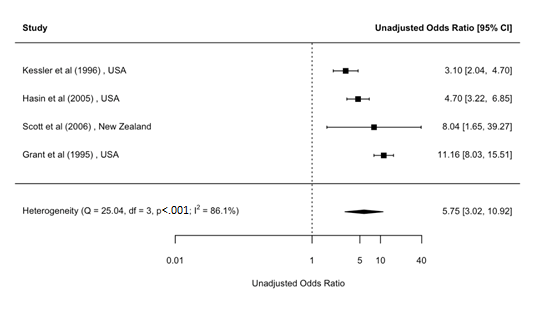 Study Unadjusted Odds Ratio [95% CI]
Kessler et al (1996) , USA 3.10 [2.04, 4.70]
Hasin et al (2005) , USA 4.70 [3.22, 6.85]
Scott et al (2006) , New Zealand 8.04 [1.65, 39.27]
Grant et al (1995) , USA 11.16 [8.03, 15.51]
Heterogeneity (Q = 25.04, df = 3, p<.001; I² = 86.1%) 5.75 [3.02, 10.92]
0.01 1 5 10 40
Unadjusted Odds Ratio